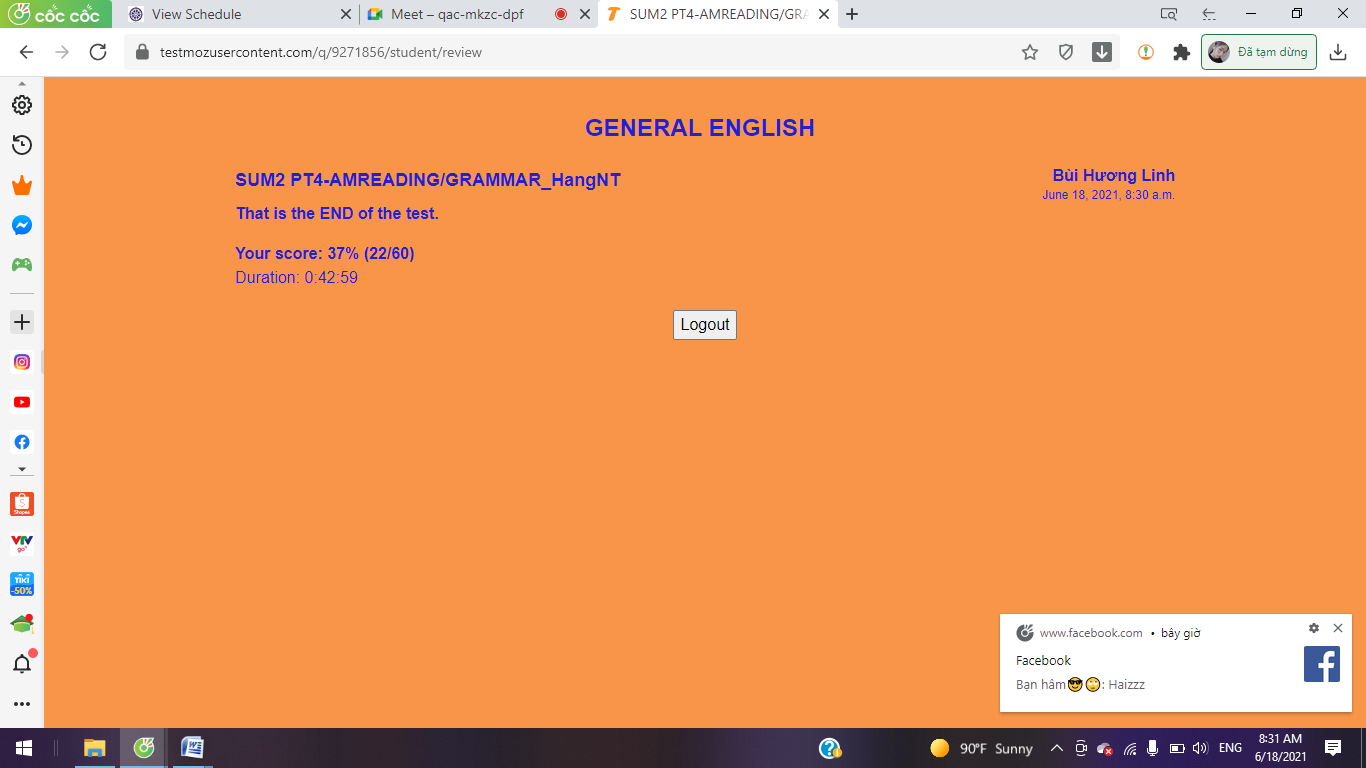 cốc cốc
View Schedule
Meet – qac-mkzc-dpf
SUM2 PT4-AMREADING/GRA
testmozusercontent.com/q/9271856/student/review
Đã tạm dừng
GENERAL ENGLISH
SUM2 PT4-AMREADING/GRAMMAR_HangNT
Bùi Hương Linh
June 18, 2021, 8:30 a.m.
That is the END of the test.
Your score: 37% (22/60)
Duration: 0:42:59
Logout
Shopee
VTV
go
TIKI
-50%
www.facebook.com • bây giờ
Facebook
Bạn hâm😎🙄: Haizzz
90°F Sunny
ENG
8:31 AM
6/18/2021